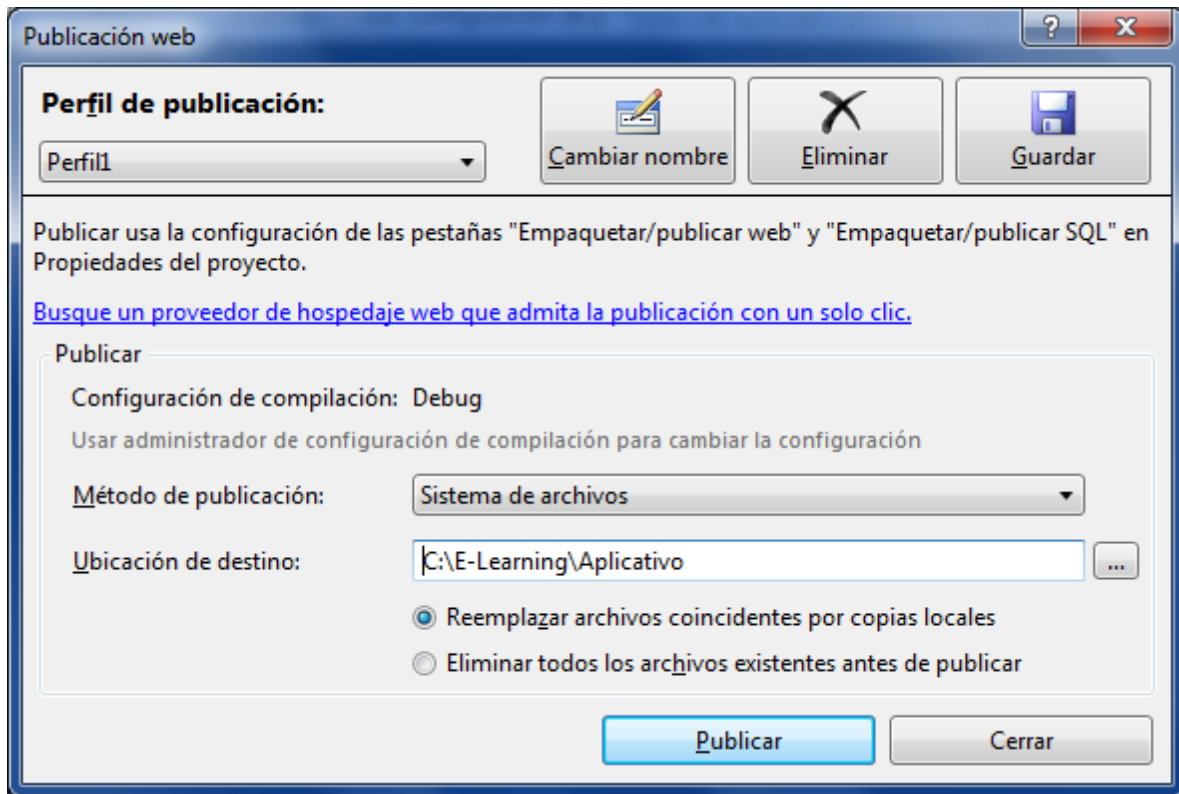 Publicación web
Perfil de publicación:
Perfil1
Cambiar nombre
Eliminar
Guardar
Publicar usa la configuración de las pestañas "Empaquetar/publicar web" y "Empaquetar/publicar SQL" en
Propiedades del proyecto.
Busque un proveedor de hospedaje web que admita la publicación con un solo clic.
Publicar
Configuración de compilación: Debug
Usar administrador de configuración de compilación para cambiar la configuración
Método de publicación: Sistema de archivos
Ubicación de destino: C:\E-Learning\Aplicativo
...
Reemplazar archivos coincidentes por copias locales
Eliminar todos los archivos existentes antes de publicar
Publicar
Cerrar